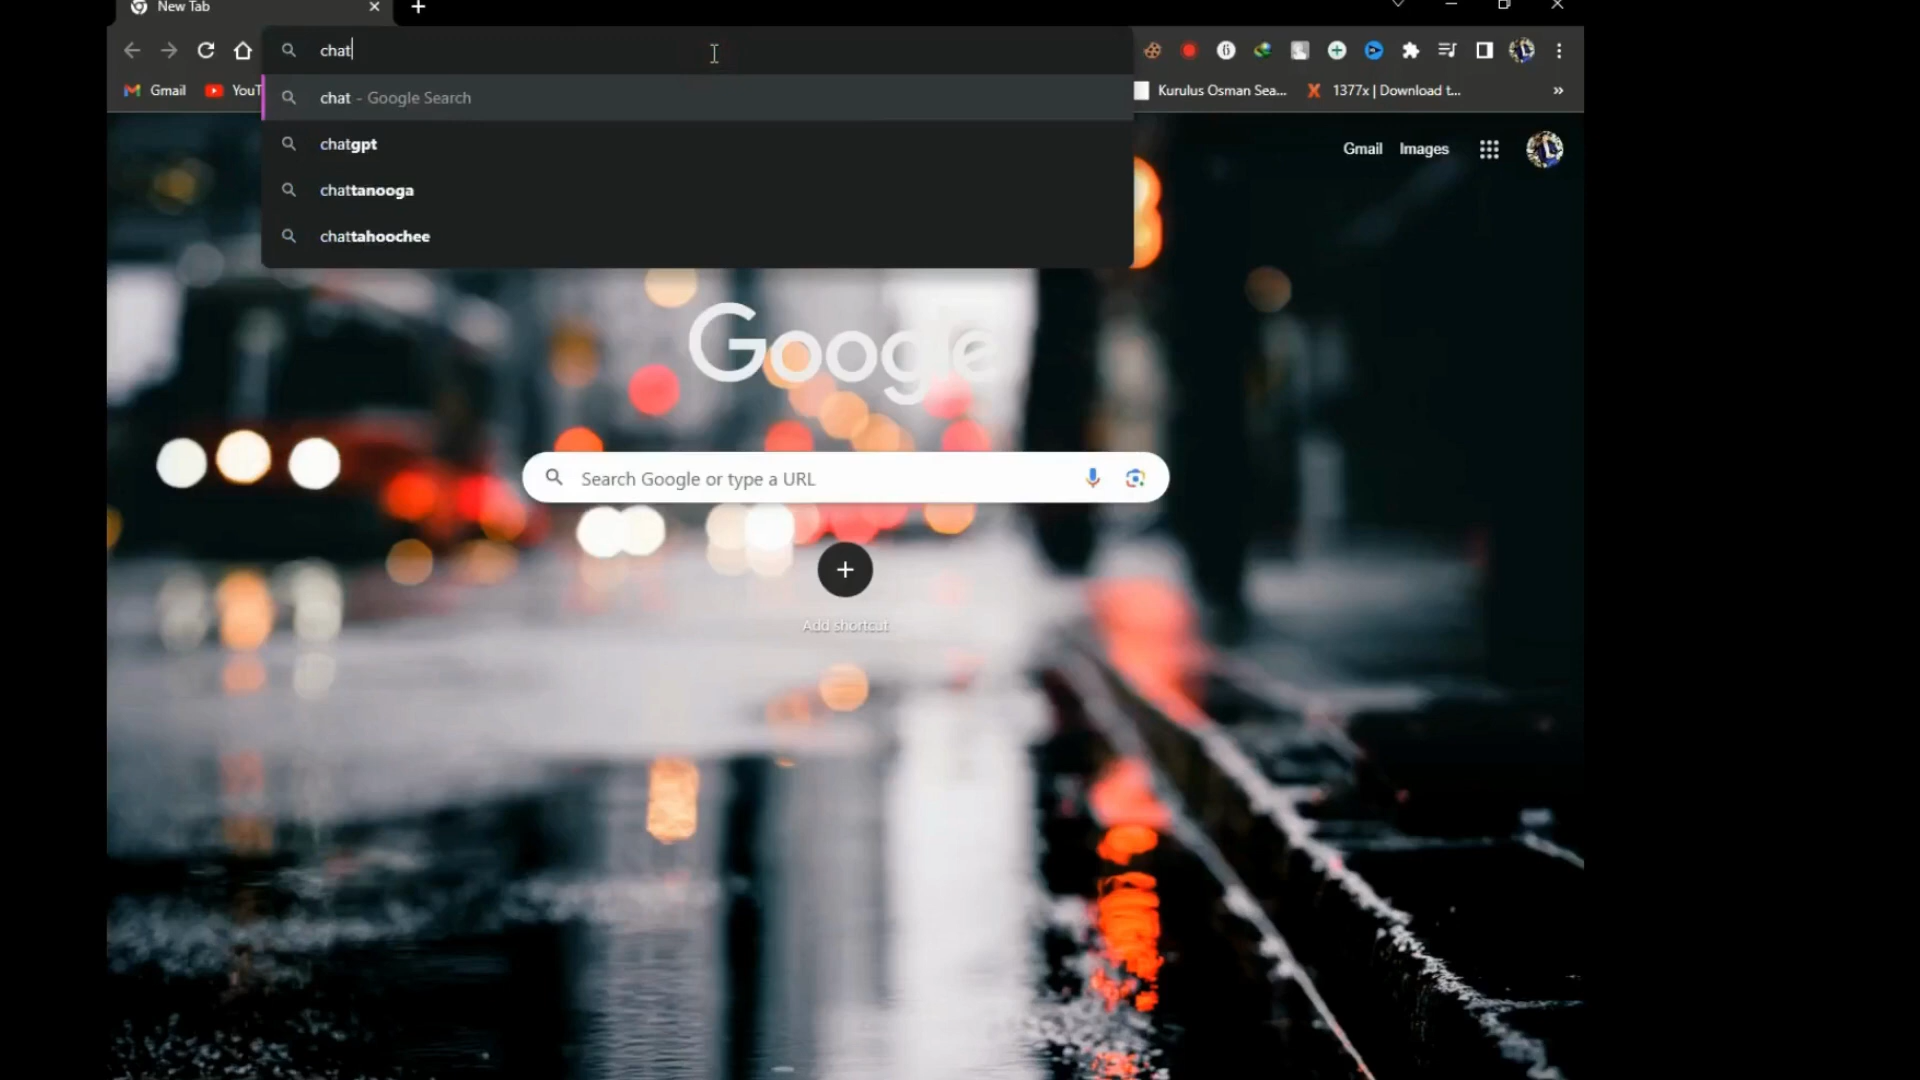 New Tab
chat
Gmail
YouT
Kurulus Osman Sea...
1377x | Download t...
chat - Google Search
chatgpt
chattanooga
chattahoochee
Gmail
Images
Google
Search Google or type a URL
Add shortcut